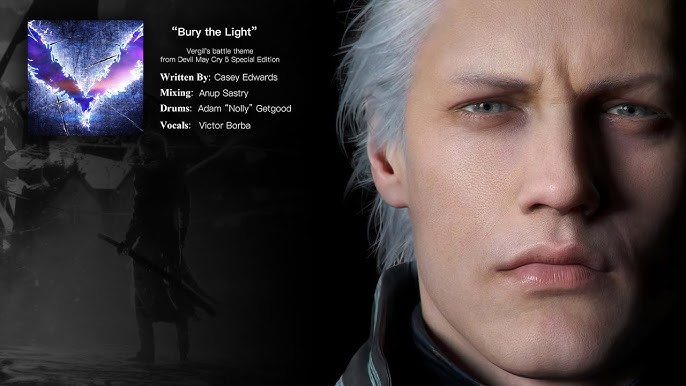 “Bury the Light”
Vergil's battle theme
from Devil May Cry 5 Special Edition
Written By: Casey Edwards
Mixing: Anup Sastry
Drums: Adam “Nolly” Getgood
Vocals: Victor Borba